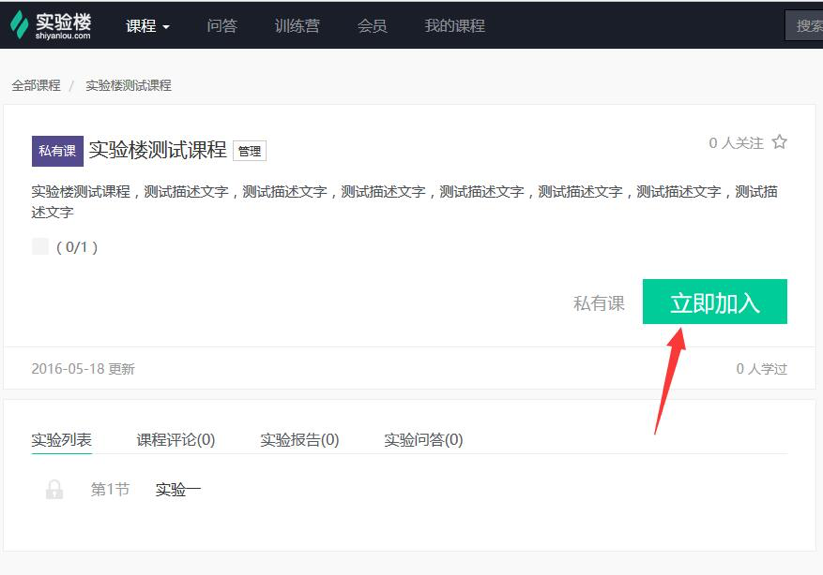 实验楼
shiyanlou.com
课程 问答 训练营 会员 我的课程 搜索
全部课程 / 实验楼测试课程
私有课 实验楼测试课程 管理 0 人关注
实验楼测试课程，测试描述文字，测试描述文字，测试描述文字，测试描述文字，测试描述文字，测试描述文字，测试描
述文字
( 0/1 )
私有课 立即加入
2016-05-18 更新 0 人学过
实验列表 课程评论(0) 实验报告(0) 实验问答(0)
第1节 实验一